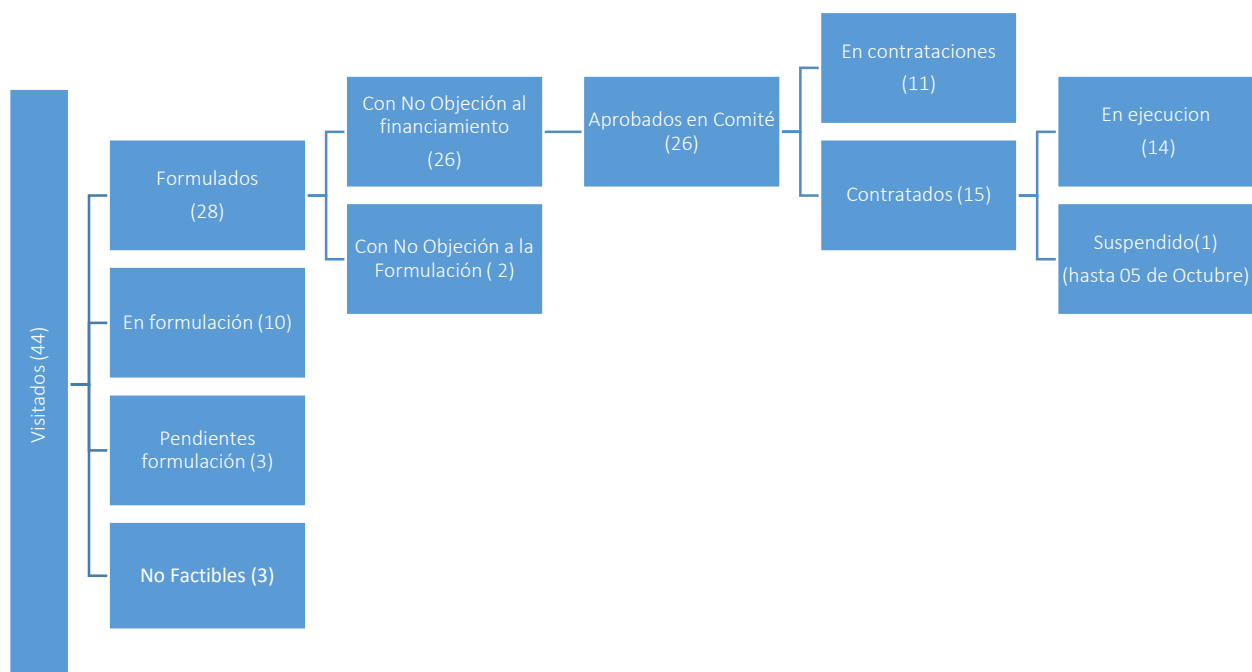 Visitados (44)
Formulados
(28)
En formulación (10)
Pendientes
formulación (3)
No Factibles (3)
Con No Objeción al
financiamiento
(26)
Con No Objeción a la
Formulación ( 2)
Aprobados en Comité
(26)
En contrataciones
(11)
Contratados (15)
En ejecucion
(14)
Suspendido(1)
(hasta 05 de Octubre)